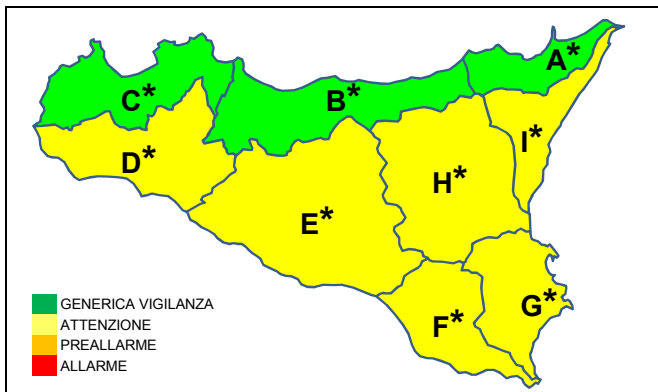 A*
C*
B*
I*
D*
H*
E*
G*
F*
GENERICA VIGILANZA
ATTENZIONE
PREALLARME
ALLARME